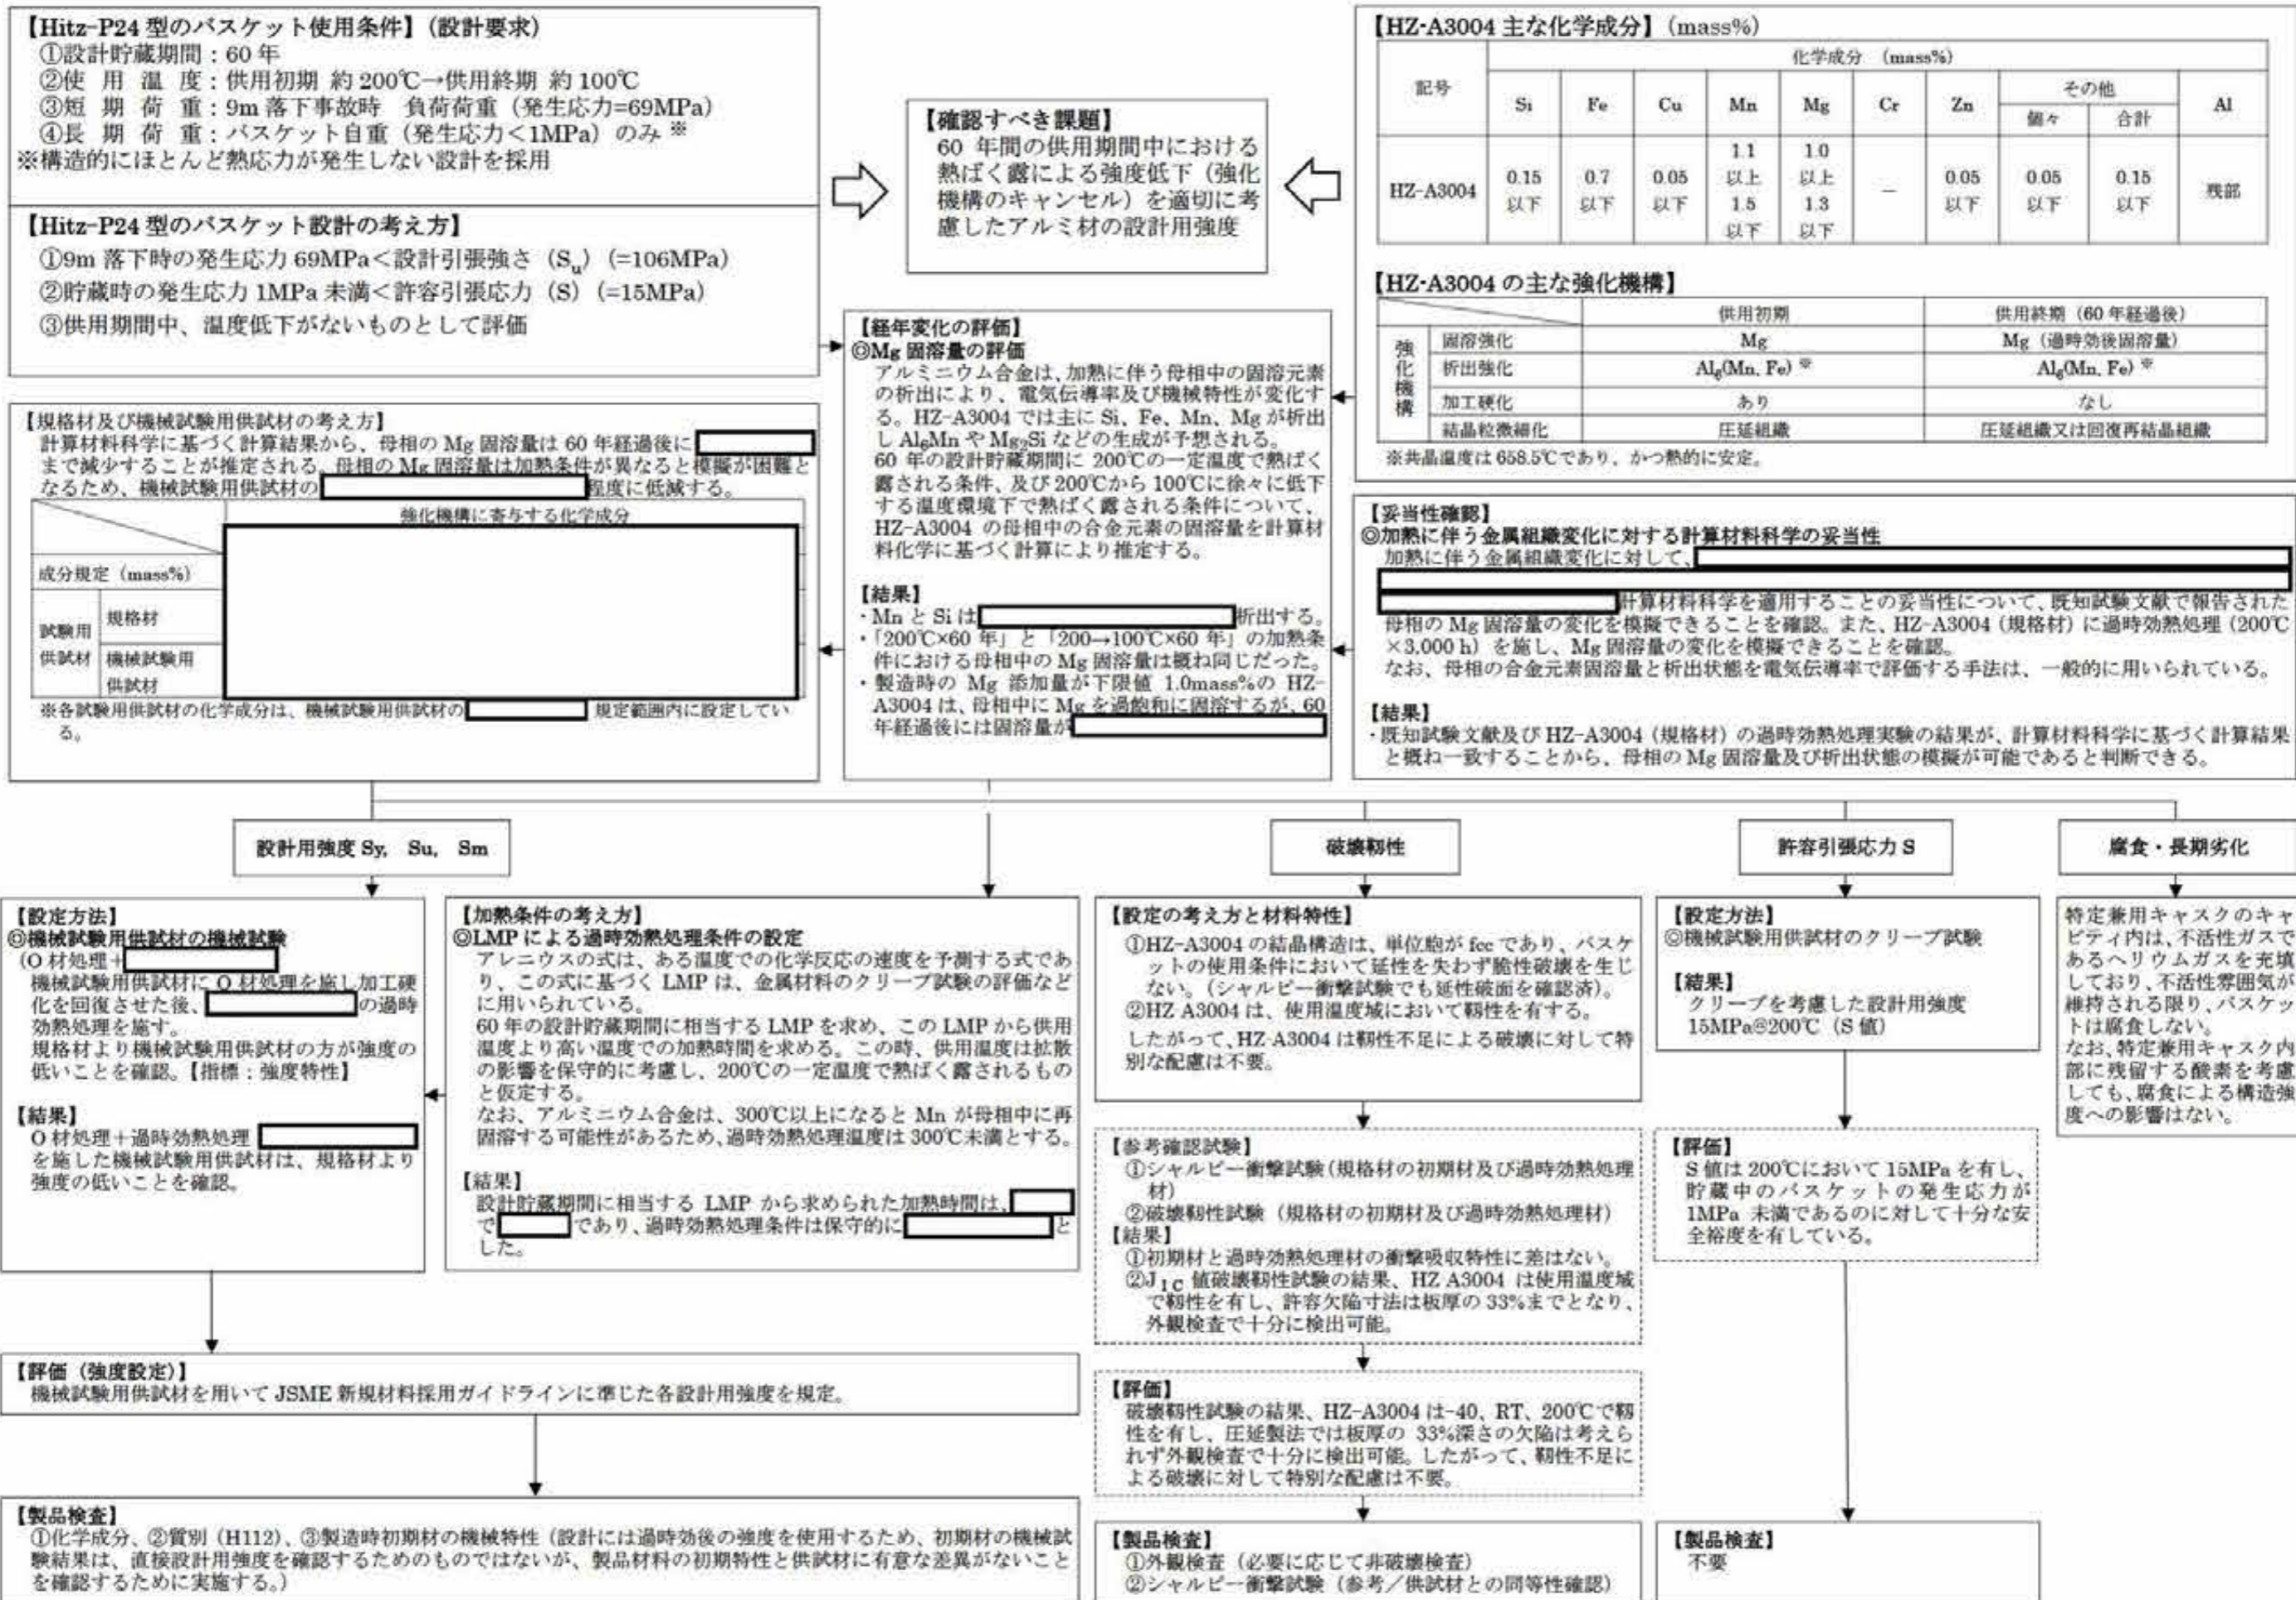 【Hitz-P24 型のバスケット使用条件】（設計要求）
①設計貯蔵期間：60 年
②使 用 温 度：供用初期 約 200℃→供用終期 約 100℃
③短 期 荷 重：9m 落下事故時　負荷荷重（発生応力=69MPa）
④長 期 荷 重：バスケット自重（発生応力＜1MPa）のみ ※
※構造的にほとんど熱応力が発生しない設計を採用
【Hitz-P24 型のバスケット設計の考え方】
①9m 落下時の発生応力 69MPa＜設計引張強さ（Su）（=106MPa）
②貯蔵時の発生応力 1MPa 未満＜許容引張応力（S）（=15MPa）
③供用期間中、温度低下がないものとして評価
【確認すべき課題】
60 年間の供用期間中における
熱ばく露による強度低下（強化
機構のキャンセル）を適切に考
慮したアルミ材の設計用強度
【HZ-A3004 主な化学成分】（mass%）
記号 化学成分 （mass%）
Si Fe Cu Mn Mg Cr Zn その他 Al
個々 合計
HZ-A3004 0.15以下 0.7以下 0.05以下 1.1以上1.5以下 1.0以上1.3以下 － 0.05以下 0.05以下 0.15以下 残部
【HZ-A3004 の主な強化機構】
供用初期 供用終期（60 年経過後）
強化機構
固溶強化 Mg Mg（過時効後固溶量）
析出強化 Al6(Mn, Fe) ※ Al6(Mn, Fe) ※
加工硬化 あり なし
結晶粒微細化 圧延組織 圧延組織又は回復再結晶組織
※共晶温度は 658.5℃であり、かつ熱的に安定。
【規格材及び機械試験用供試材の考え方】
計算材料科学に基づく計算結果から、母相の Mg 固溶量は 60 年経過後に
まで減少することが推定される。母相の Mg 固溶量は加熱条件が異なると模擬が困難と
なるため、機械試験用供試材の 程度に低減する。
強化機構に寄与する化学成分
成分規定（mass%）
試験用
供試材
規格材
機械試験用
供試材
※各試験用供試材の化学成分は、機械試験用供試材の 規定範囲内に設定してい
る。
【経年変化の評価】
◎Mg 固溶量の評価
アルミニウム合金は、加熱に伴う母相中の固溶元素
の析出により、電気伝導率及び機械特性が変化す
る。HZ-A3004 では主に Si、Fe、Mn、Mg が析出
し Al6Mn や Mg2Si などの生成が予想される。
60 年の設計貯蔵期間に 200℃の一定温度で熱ばく
露される条件、及び 200℃から 100℃に徐々に低下
する温度環境下で熱ばく露される条件について、
HZ-A3004 の母相中の合金元素の固溶量を計算材
料化学に基づく計算により推定する。
【結果】
・Mn と Si は 析出する。
・「200℃×60 年」と「200→100℃×60 年」の加熱条
件における母相中の Mg 固溶量は概ね同じだった。
・製造時の Mg 添加量が下限値 1.0mass%の HZ-
A3004 は、母相中に Mg を過飽和に固溶するが、60
年経過後には固溶量が
【妥当性確認】
◎加熱に伴う金属組織変化に対する計算材料科学の妥当性
加熱に伴う金属組織変化に対して、
計算材料科学を適用することの妥当性について、既知試験文献で報告された
母相の Mg 固溶量の変化を模擬できることを確認。また、HZ-A3004（規格材）に過時効熱処理（200℃
×3,000 h）を施し、Mg 固溶量の変化を模擬できることを確認。
なお、母相の合金元素固溶量と析出状態を電気伝導率で評価する手法は、一般的に用いられている。
【結果】
・既知試験文献及び HZ-A3004（規格材）の過時効熱処理実験の結果が、計算材料科学に基づく計算結果
と概ね一致することから、母相の Mg 固溶量及び析出状態の模擬が可能であると判断できる。
設計用強度 Sy, Su, Sm
破壊靱性
許容引張応力 S
腐食・長期劣化
【設定方法】
◎機械試験用供試材の機械試験
（O 材処理＋
機械試験用供試材に O 材処理を施し加工硬
化を回復させた後、 の過時
効熱処理を施す。
規格材より機械試験用供試材の方が強度の
低いことを確認。【指標：強度特性】
【結果】
O 材処理＋過時効熱処理
を施した機械試験用供試材は、規格材より
強度の低いことを確認。
【加熱条件の考え方】
◎LMP による過時効熱処理条件の設定
アレニウスの式は、ある温度での化学反応の速度を予測する式であ
り、この式に基づく LMP は、金属材料のクリープ試験の評価など
に用いられている。
60 年の設計貯蔵期間に相当する LMP を求め、この LMP から供用
温度より高い温度での加熱時間を求める。この時、供用温度は拡散
の影響を保守的に考慮し、200℃の一定温度で熱ばく露されるもの
と仮定する。
なお、アルミニウム合金は、300℃以上になると Mn が母相中に再
固溶する可能性があるため、過時効熱処理温度は 300℃未満とする。
【結果】
設計貯蔵期間に相当する LMP から求められた加熱時間は、
で であり、過時効熱処理条件は保守的に と
した。
【設定の考え方と材料特性】
①HZ-A3004 の結晶構造は、単位胞が fcc であり、バスケ
ットの使用条件において延性を失わず脆性破壊を生じ
ない。（シャルピー衝撃試験でも延性破面を確認済）。
②HZ A3004 は、使用温度域において靱性を有する。
したがって、HZ-A3004 は靱性不足による破壊に対して特
別な配慮は不要。
【設定方法】
◎機械試験用供試材のクリープ試験
【結果】
クリープを考慮した設計用強度
15MPa@200℃（S 値）
特定兼用キャスクのキャ
ビティ内は、不活性ガスで
あるヘリウムガスを充填
しており、不活性雰囲気が
維持される限り、バスケッ
トは腐食しない。
なお、特定兼用キャスク内
部に残留する酸素を考慮
しても、腐食による構造強
度への影響はない。
【参考確認試験】
①シャルピー衝撃試験（規格材の初期材及び過時効熱処理
材）
②破壊靱性試験（規格材の初期材及び過時効熱処理材）
【結果】
①初期材と過時効熱処理材の衝撃吸収特性に差はない。
②J1C 値破壊靱性試験の結果、HZ A3004 は使用温度域
で靱性を有し、許容欠陥寸法は板厚の 33%までとなり、
外観検査で十分に検出可能。
【評価】
S 値は 200℃において 15MPa を有し、
貯蔵中のバスケットの発生応力が
1MPa 未満であるのに対して十分な安
全裕度を有している。
【評価（強度設定）】
機械試験用供試材を用いて JSME 新規材料採用ガイドラインに準じた各設計用強度を規定。
【評価】
破壊靱性試験の結果、HZ-A3004 は-40、RT、200℃で靱
性を有し、圧延製法では板厚の 33%深さの欠陥は考えら
れず外観検査で十分に検出可能。したがって、靱性不足に
よる破壊に対して特別な配慮は不要。
【製品検査】
①化学成分、②質別（H112）、③製造時初期材の機械特性（設計には過時効後の強度を使用するため、初期材の機械試
験結果は、直接設計用強度を確認するためのものではないが、製品材料の初期特性と供試材に有意な差異がないこと
を確認するために実施する。）
【製品検査】
①外観検査（必要に応じて非破壊検査）
②シャルピー衝撃試験（参考／供試材との同等性確認）
【製品検査】
不要